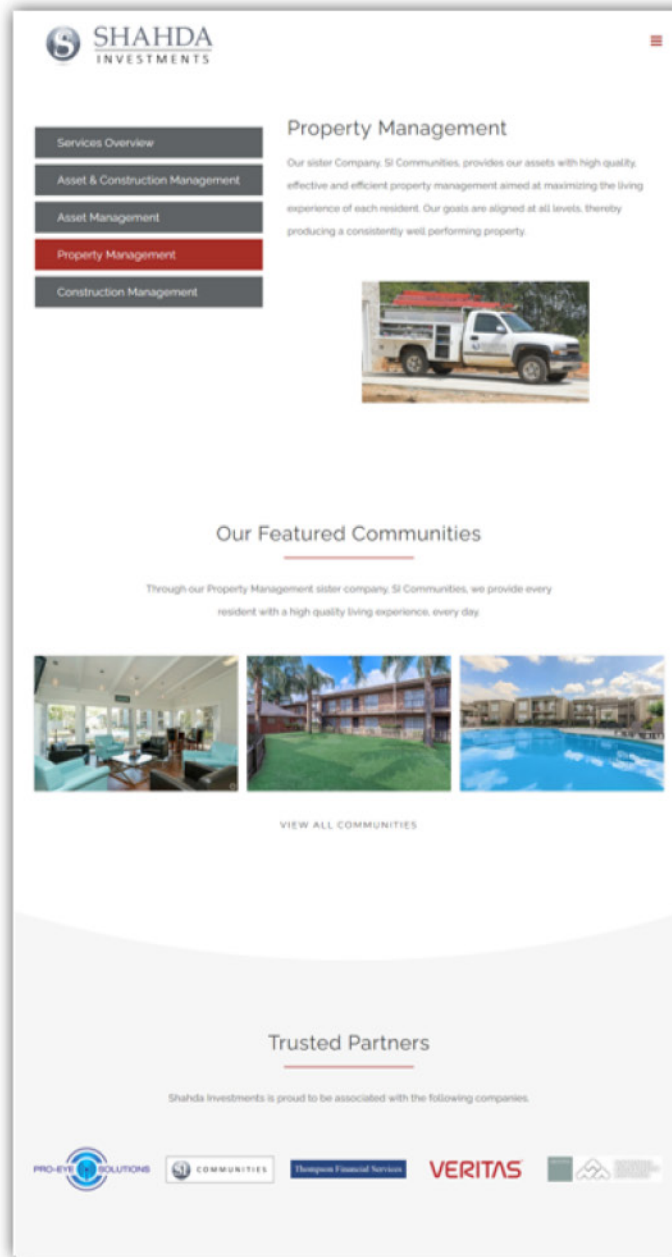 SHAHDA
INVESTMENTS
Services Overview
Asset & Construction Management
Asset Management
Property Management
Construction Management
Property Management
Our sister Company, SI Communities, provides our assets with high quality,
effective and efficient property management aimed at maximizing the living
experience of each resident. Our goals are aligned at all levels, thereby
producing a consistently well performing property.
Our Featured Communities
Through our Property Management sister company, SI Communities, we provide every
resident with a high quality living experience, every day.
VIEW ALL COMMUNITIES
Trusted Partners
Shahda Investments is proud to be associated with the following companies.
PRO-EYE SOLUTIONS
SI COMMUNITIES
Thompson Financial Services
VERITAS